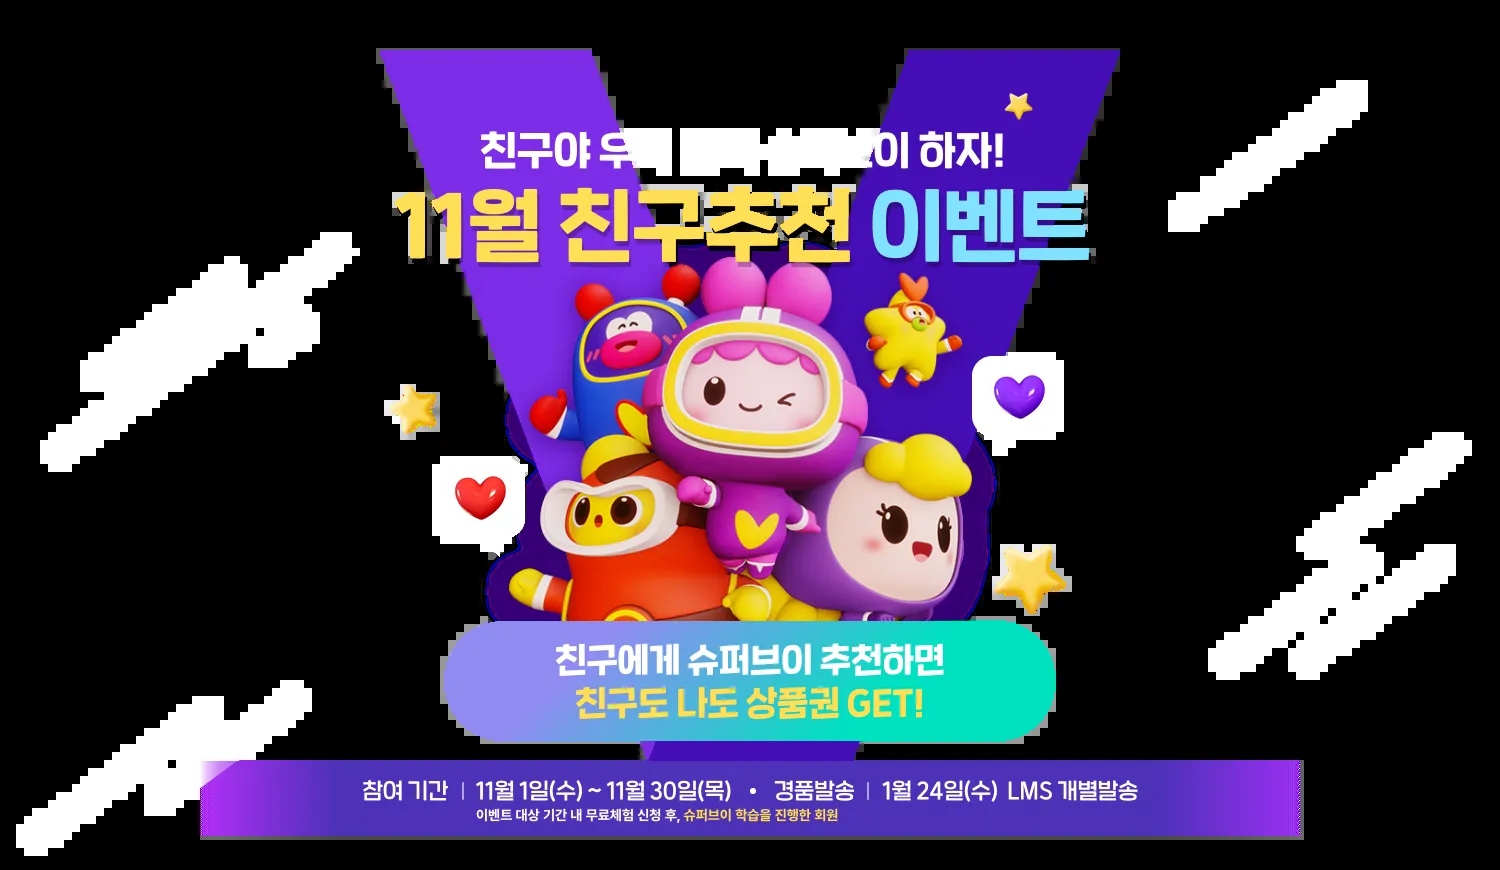 친구야 이 하자!
11월 친구추천 이벤트
친구에게 슈퍼브이 추천하면
친구도 나도 상품권 GET!
참여 기간 | 11월 1일(수) ~ 11월 30일(목) • 경품발송 | 1월 24일(수) LMS 개별발송
이벤트 대상 기간 내 무료체험 신청 후, 슈퍼브이 학습을 진행한 회원